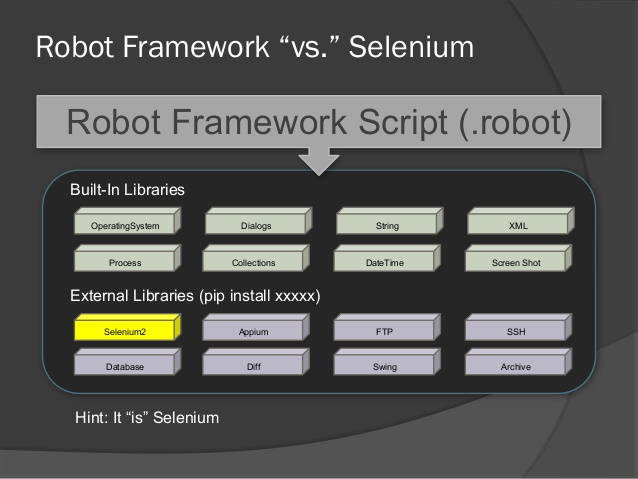 Robot Framework “vs.” Selenium
Robot Framework Script (.robot)
Built-In Libraries
OperatingSystem Dialogs String XML
Process Collections DateTime Screen Shot
External Libraries (pip install xxxxx)
Selenium2 Appium FTP SSH
Database Diff Swing Archive
Hint: It “is” Selenium